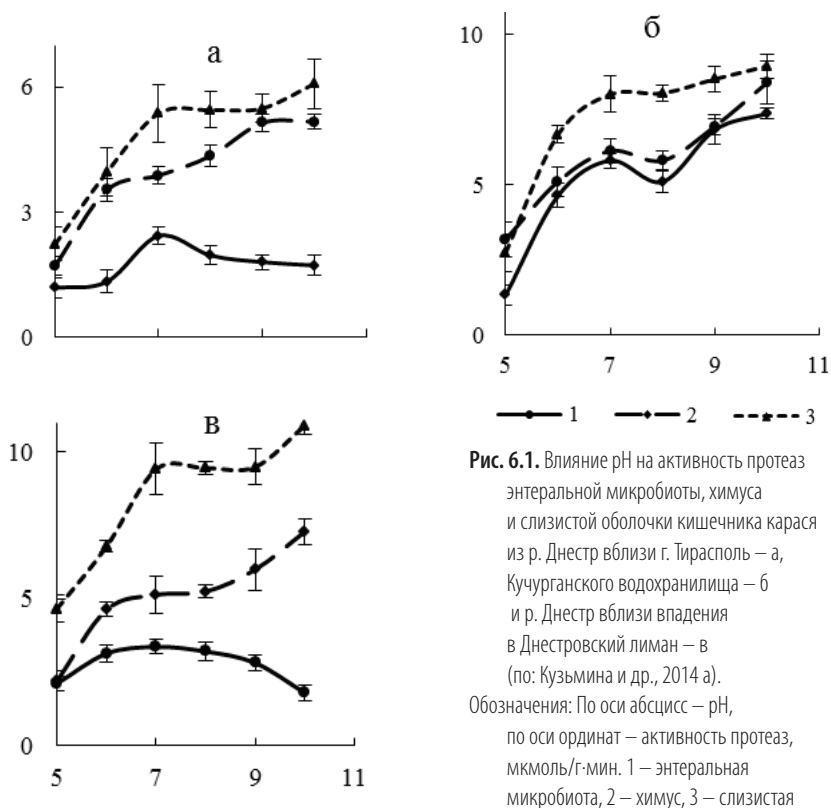 а
6
3
0
б
10
5
0
5
7
9
11
1
2
3
в
10
5
0
5
7
9
11
Рис. 6.1. Влияние pH на активность протеаз
энтеральной микробиоты, химуса
и слизистой оболочки кишечника карася
из р. Днестр вблизи г. Тирасполь – а,
Кучурганского водохранилища – б
и р. Днестр вблизи впадения
в Днестровский лиман – в
(по: Кузьмина и др., 2014 а).
Обозначения: По оси абсцисс – pH,
по оси ординат – активность протеаз,
мкмоль/г·мин. 1 – энтеральная
микробиота, 2 – химус, 3 – слизистая